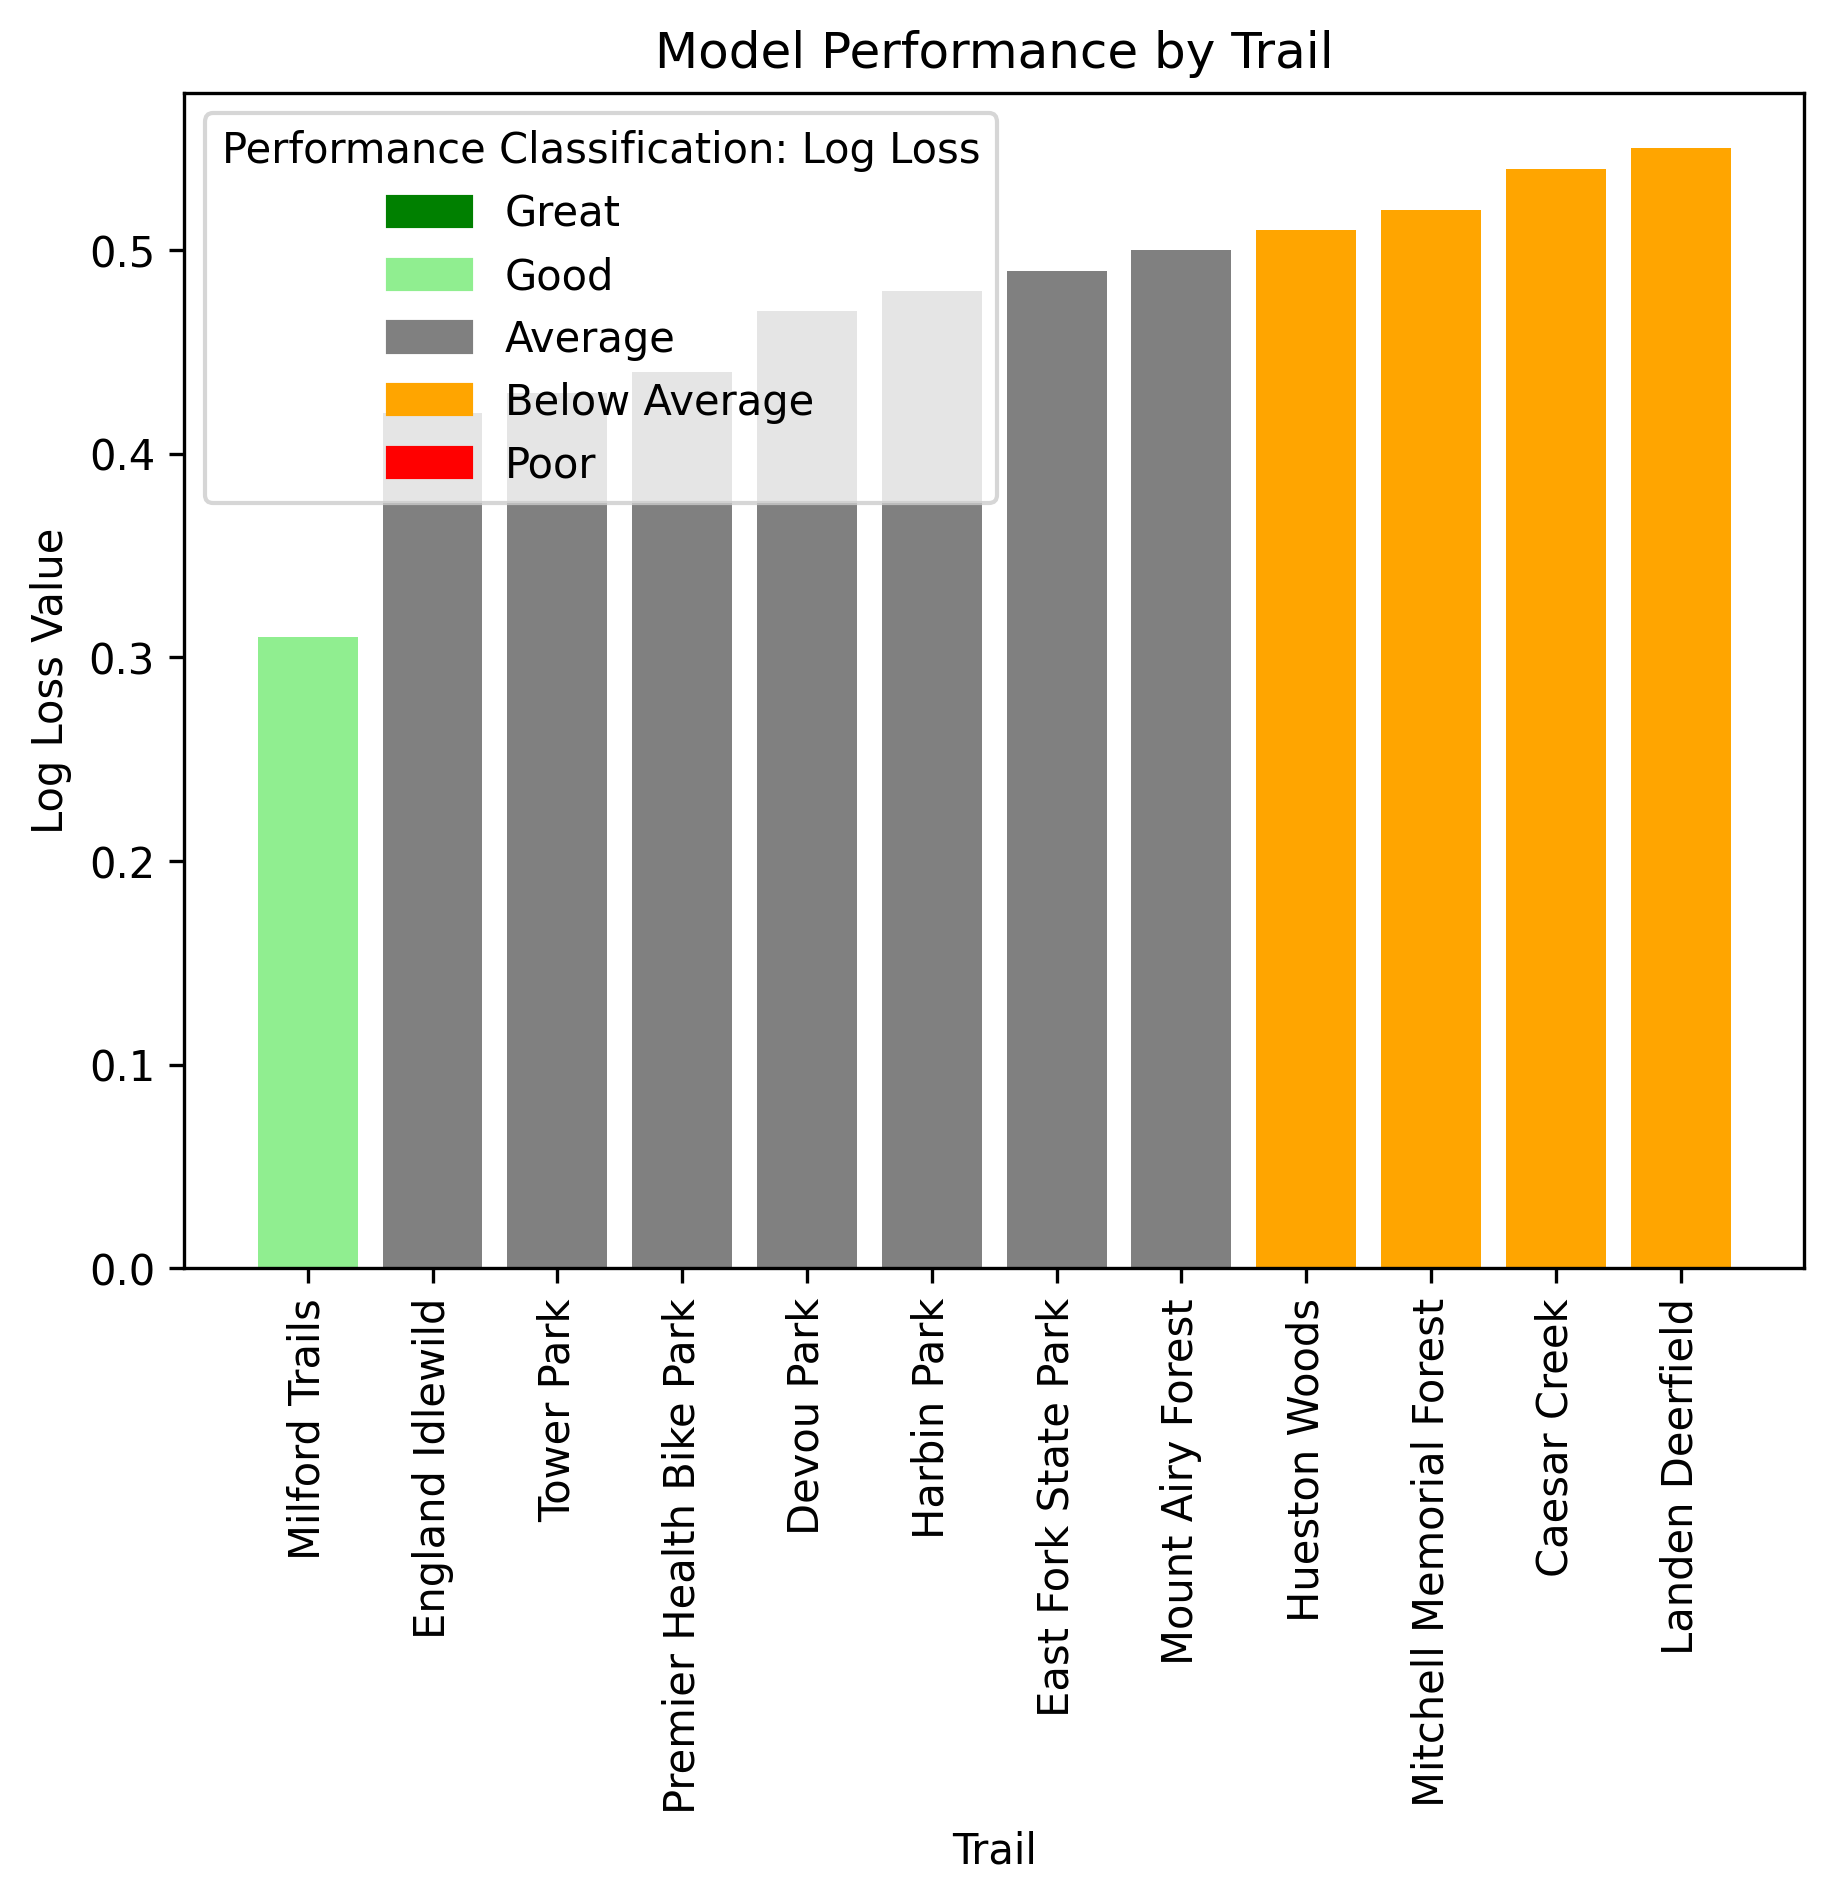 Model Performance by Trail
Performance Classification: Log Loss
Great
Good
Average
Below Average
Poor
Log Loss Value
0.5
0.4
0.3
0.2
0.1
0.0
Milford Trails
England Idlewild
Tower Park
Premier Health Bike Park
Devou Park
Harbin Park
East Fork State Park
Mount Airy Forest
Hueston Woods
Mitchell Memorial Forest
Caesar Creek
Landen Deerfield
Trail